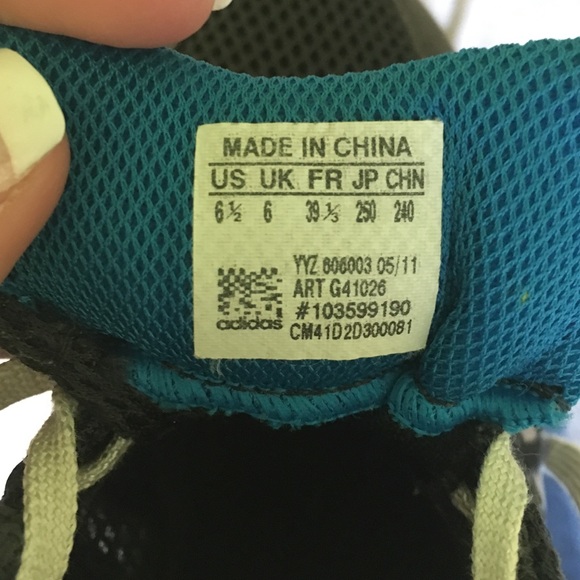 MADE IN CHINA
US UK FR JP CHN
6½ 6 39⅓ 250 240
YYZ 606003 05/11
ART G41026
#103599190
adidas CM41D2D300081